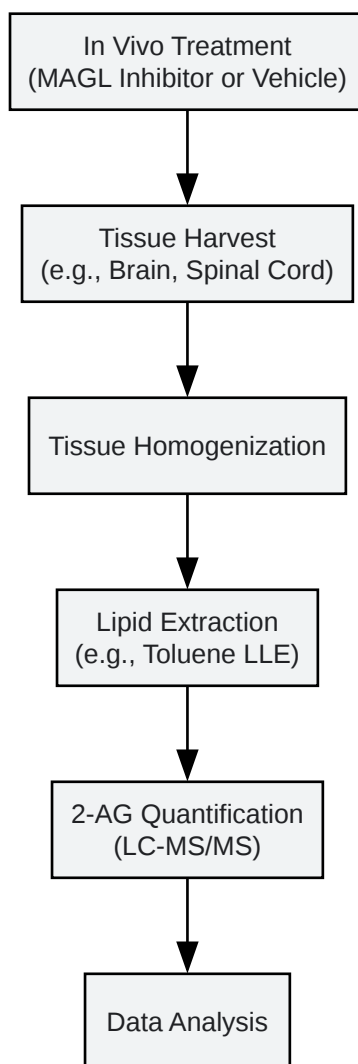 In Vivo Treatment
(MAGL Inhibitor or Vehicle)
Tissue Harvest
(e.g., Brain, Spinal Cord)
Tissue Homogenization
Lipid Extraction
(e.g., Toluene LLE)
2-AG Quantification
(LC-MS/MS)
Data Analysis